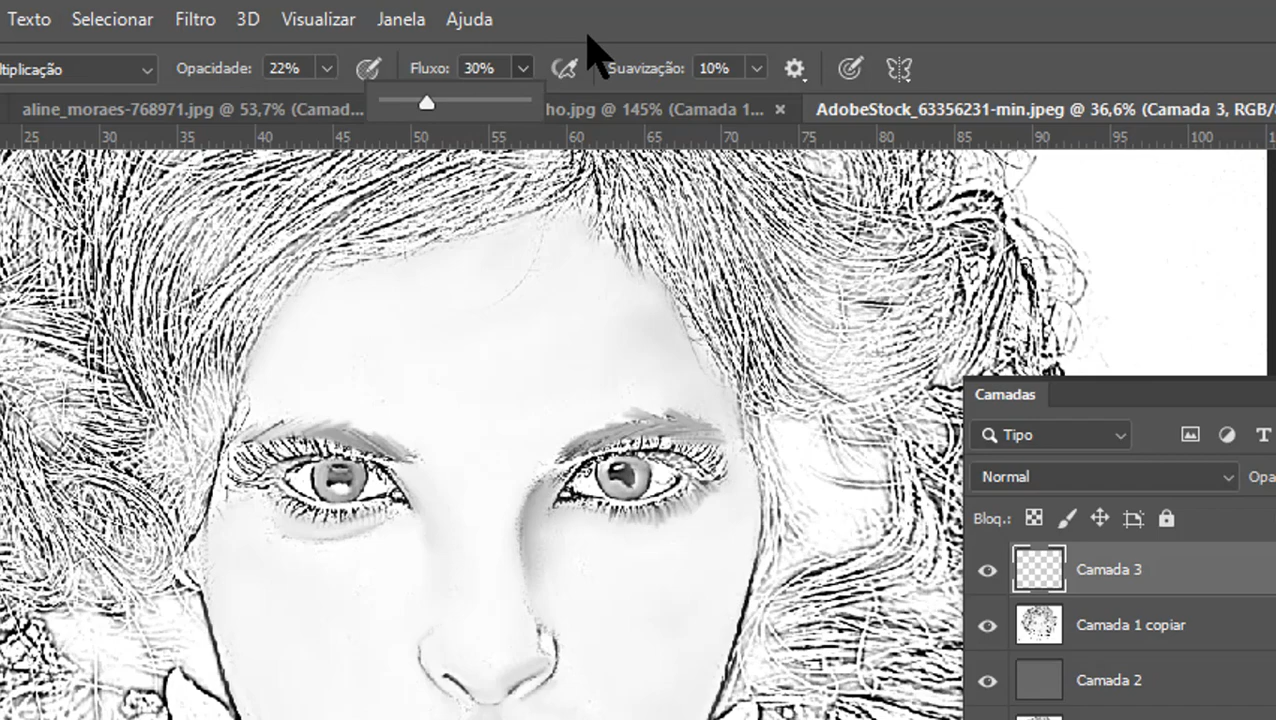 Texto Selecionar Filtro 3D Visualizar Janela Ajuda
tiplicação Opacidade: 22% Fluxo: 30% Suavização: 10%
aline_moraes-768971.jpg @ 53,7% (Camad... ho.jpg @ 145% (Camada 1... × AdobeStock_63356231-min.jpeg @ 36,6% (Camada 3, RGB/
25 30 35 40 45 50 55 60 65 70 75 80 85 90 95 100
Camadas
Tipo T
Normal Opa
Bloq.:
Camada 3
Camada 1 copiar
Camada 2